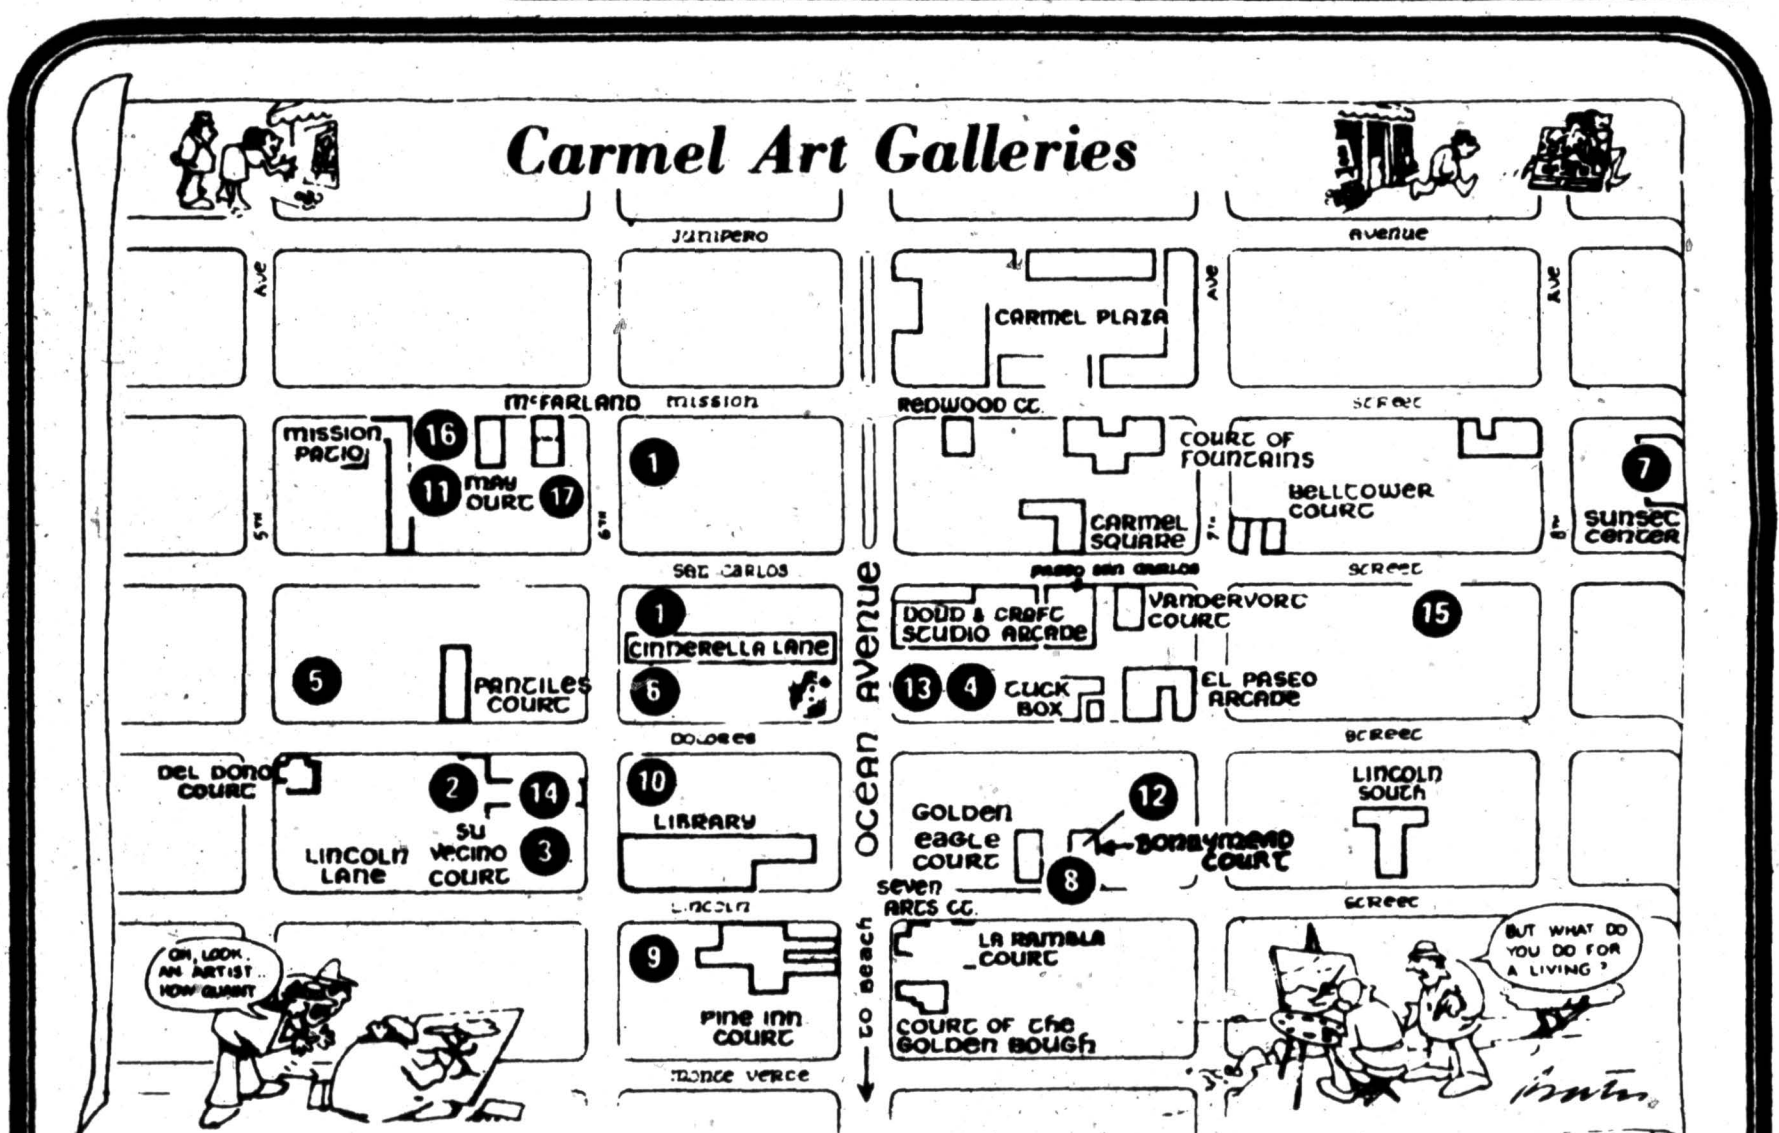 Carmel Art Galleries
JUNIPERO
AVENUE
AVE
AVE
AVE
CARMEL PLAZA
McFARLAND
MISSION
REDWOOD CT.
STREET
MISSION
PATIO
16
1
COURT OF
FOUNTAINS
7
11
MAY
OURT
17
BELLTOWER
COURT
CARMEL
SQUARE
SUNSET
CENTER
5TH
6TH
7TH
8TH
SAN CARLOS
PASEO SAN CARLOS
STREET
1
DOUD & CRAFT
STUDIO ARCADE
VANDERVORT
COURT
15
CINDERELLA LANE
5
PANTILES
COURT
6
13
4
TUCK
BOX
EL PASEO
ARCADE
OCEAN AVENUE
DOLORES
STREET
DEL DONO
COURT
2
14
10
12
LINCOLN
SOUTH
LIBRARY
GOLDEN
EAGLE
COURT
BONNYMEAD
COURT
LINCOLN
LANE
SU
VECINO
COURT
3
8
SEVEN
ARTS CT.
LINCOLN
STREET
OH, LOOK.
AN ARTIST..
HOW QUAINT
9
LA RAMBLA
COURT
BUT WHAT DO
YOU DO FOR
A LIVING?
PINE INN
COURT
TO BEACH
COURT OF THE
GOLDEN BOUGH
MONTE VERDE